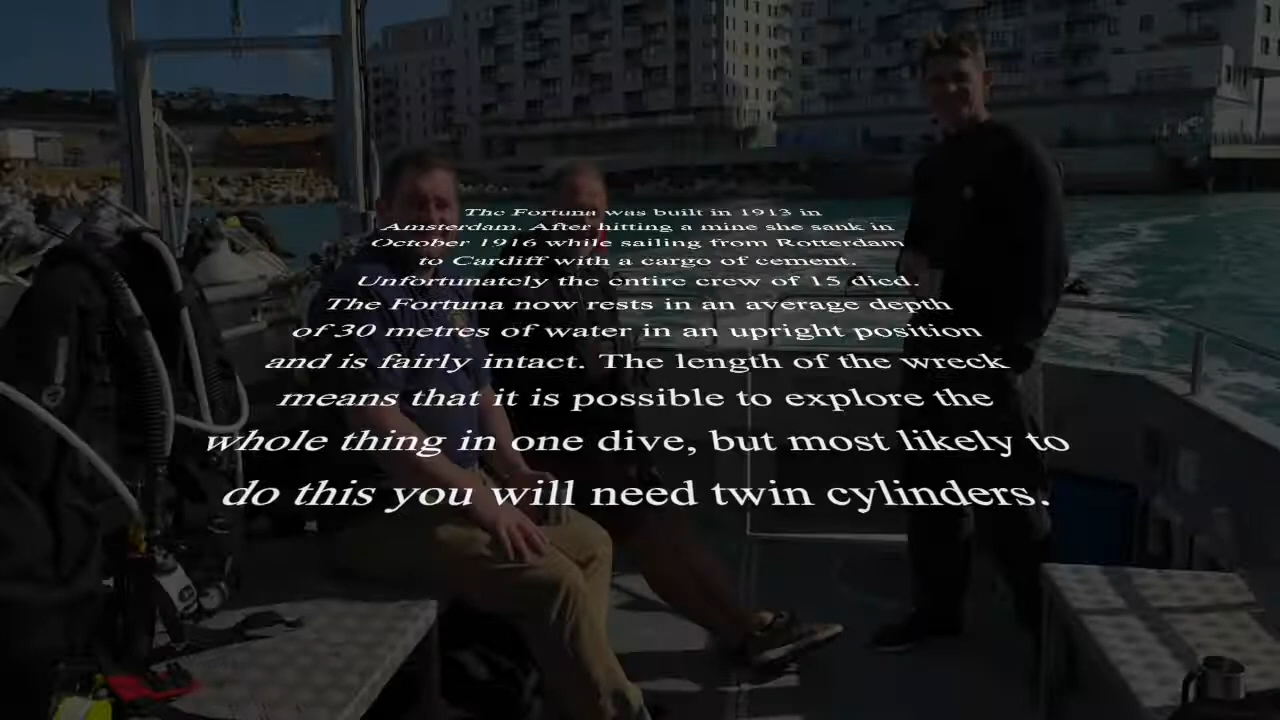 The Fortuna was built in 1913 in
Amsterdam. After hitting a mine she sank in
October 1916 while sailing from Rotterdam
to Cardiff with a cargo of cement.
Unfortunately the entire crew of 15 died.
The Fortuna now rests in an average depth
of 30 metres of water in an upright position
and is fairly intact. The length of the wreck
means that it is possible to explore the
whole thing in one dive, but most likely to
do this you will need twin cylinders.